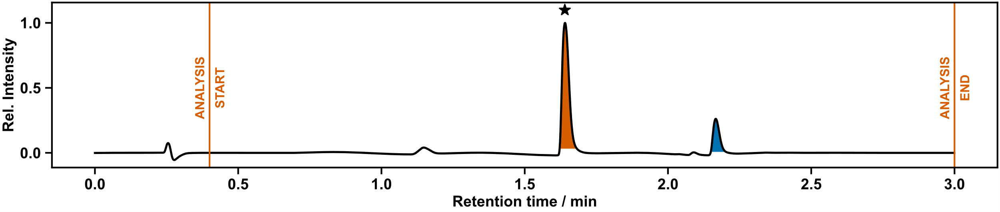 Rel. Intensity
1.0
0.5
0.0
ANALYSIS
START
ANALYSIS
END
0.0 0.5 1.0 1.5 2.0 2.5 3.0
Retention time / min